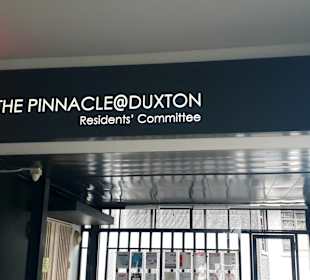 THE PINNACLE@DUXTON
Residents' Committee